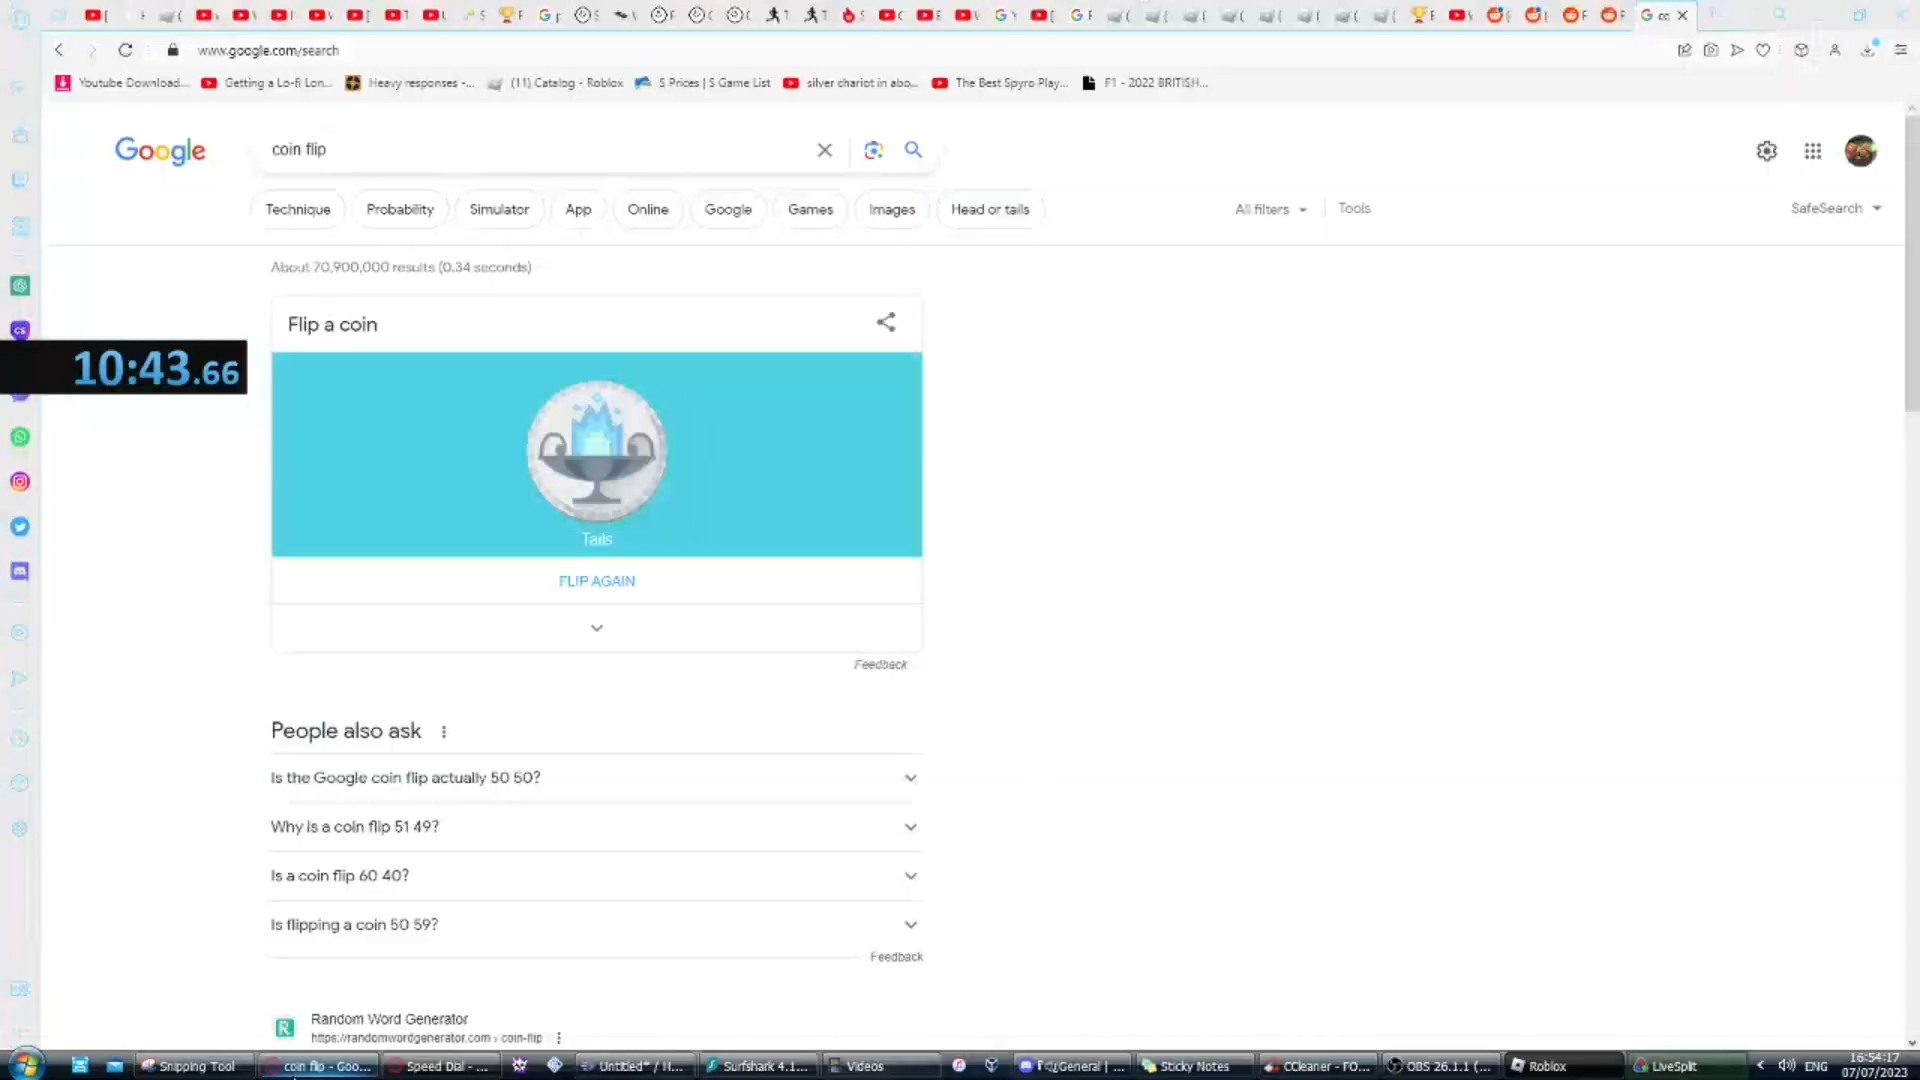 www.google.com/search
Youtube Download...
Getting a Lo-fi Lon...
Heavy responses -...
(11) Catalog - Roblox
S Prices | S Game List
silver chariot in abo...
The Best Spyro Play...
F1 - 2022 BRITISH...
Google
coin flip
Technique
Probability
Simulator
App
Online
Google
Games
Images
Head or tails
All filters
Tools
SafeSearch
About 70,900,000 results (0.34 seconds)
Flip a coin
10:43.66
Tails
FLIP AGAIN
Feedback
People also ask
Is the Google coin flip actually 50 50?
Why is a coin flip 51 49?
Is a coin flip 60 40?
Is flipping a coin 50 59?
Feedback
Random Word Generator
https://randomwordgenerator.com › coin-flip
Snipping Tool
coin flip - Goo...
Speed Dial - ...
Untitled* / H...
Surfshark 4.1...
Videos
General | ...
Sticky Notes
CCleaner - FO...
OBS 26.1.1 (...
Roblox
LiveSplit
ENG
16:54:17
07/07/2023